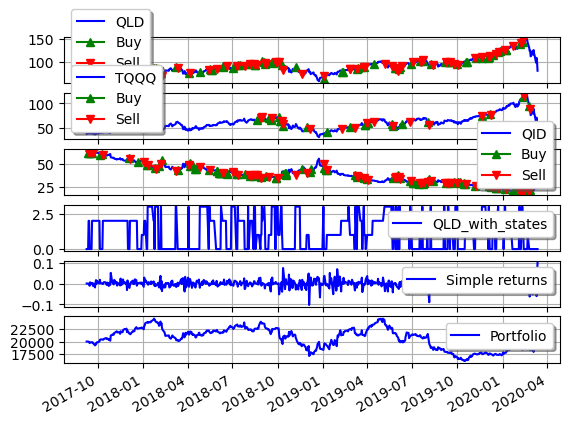 QLD
Buy
Sell
150
100
TQQQ
Buy
Sell
100
50
QID
Buy
Sell
50
25
QLD_with_states
2.5
0.0
Simple returns
0.1
0.0
−0.1
Portfolio
22500
20000
17500
2017-10
2018-01
2018-04
2018-07
2018-10
2019-01
2019-04
2019-07
2019-10
2020-01
2020-04